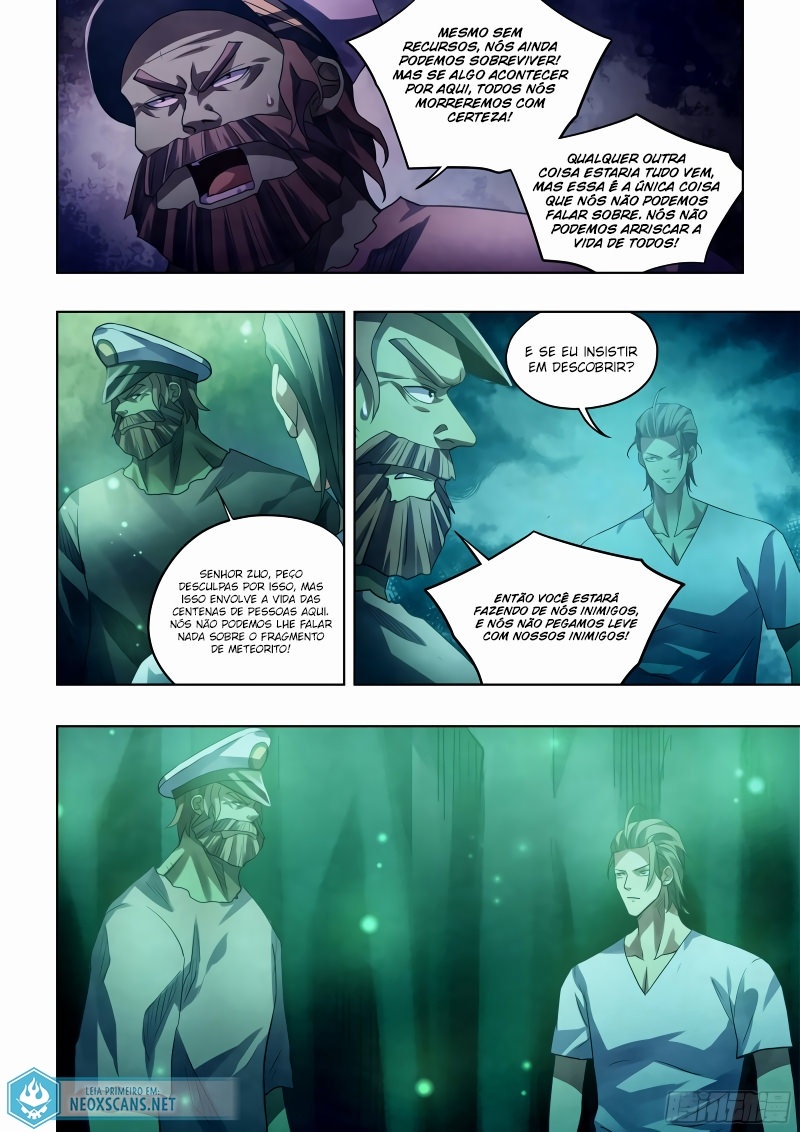 MESMO SEM
RECURSOS, NÓS AINDA
PODEMOS SOBREVIVER!
MAS SE ALGO ACONTECER
POR AQUI, TODOS NÓS
MORREREMOS COM
CERTEZA!
QUALQUER OUTRA
COISA ESTARIA TUDO VEM,
MAS ESSA É A ÚNICA COISA
QUE NÓS NÃO PODEMOS
FALAR SOBRE. NÓS NÃO
PODEMOS ARRISCAR A
VIDA DE TODOS!
SENHOR ZUO, PEÇO
DESCULPAS POR ISSO, MAS
ISSO ENVOLVE A VIDA DAS
CENTENAS DE PESSOAS AQUI.
NÓS NÃO PODEMOS LHE FALAR
NADA SOBRE O FRAGMENTO
DE METEORITO!
E SE EU INSISTIR
EM DESCOBRIR?
ENTÃO VOCÊ ESTARÁ
FAZENDO DE NÓS INIMIGOS,
E NÓS NÃO PEGAMOS LEVE
COM NOSSOS INIMIGOS!
LEIA PRIMEIRO EM:
NEOXSCANS.NET